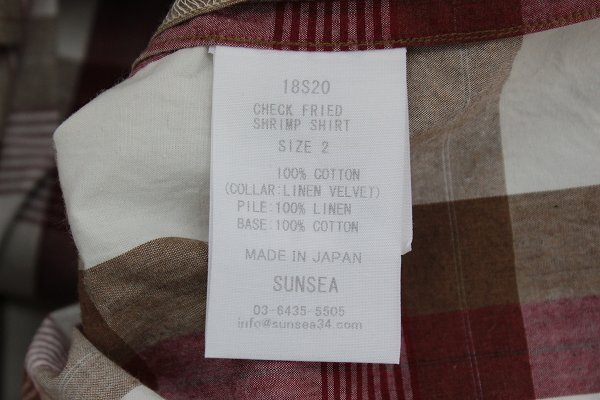 18S20
CHECK FRIED
SHRIMP SHIRT
SIZE 2
100% COTTON
(COLLAR:LINEN VELVET)
PILE:100% LINEN
BASE:100% COTTON
MADE IN JAPAN
SUNSEA
03-6435-5505
info@sunsea34.com